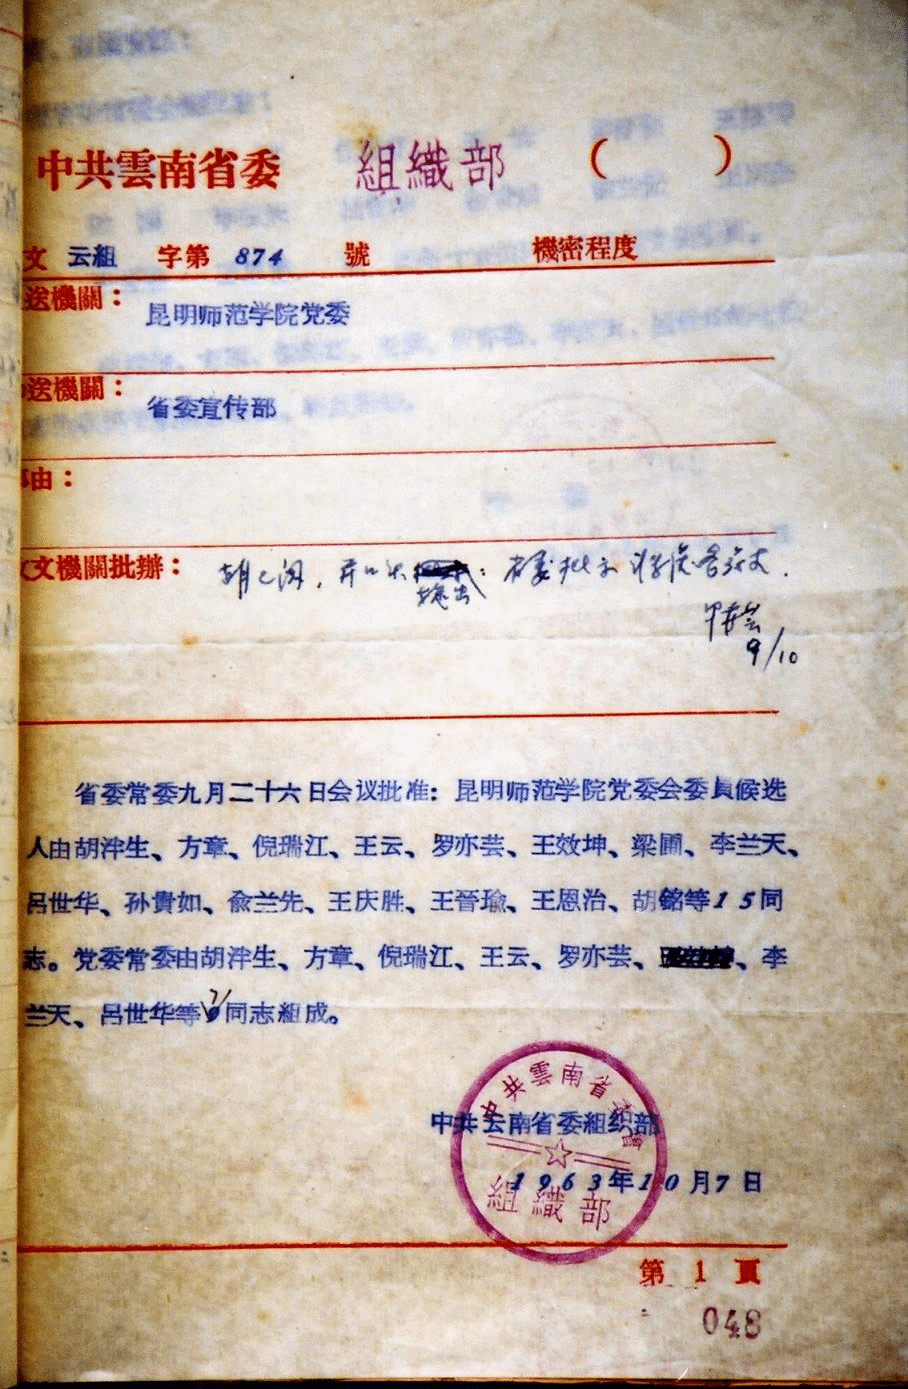 中共雲南省委 組織部 （ ）
文 云組 字第 874 號 機密程度
送機關：昆明师范学院党委
送機關：省委宣传部
由：
文機關批辦：
9/10
省委常委九月二十六日会议批准：昆明师范学院党委会委員候选
人由胡泮生、方章、倪瑞江、王云、罗亦芸、王效坤、梁圃、李兰天、
吕世华、孙貴如、俞兰先、王庆胜、王晉瑜、王恩治、胡銘等15同
志。党委常委由胡泮生、方章、倪瑞江、王云、罗亦芸、、李
兰天、吕世华等7同志組成。
中共云南省委組织部
1963年10月7日
中共雲南省委員會
組織部
第 1 頁
048